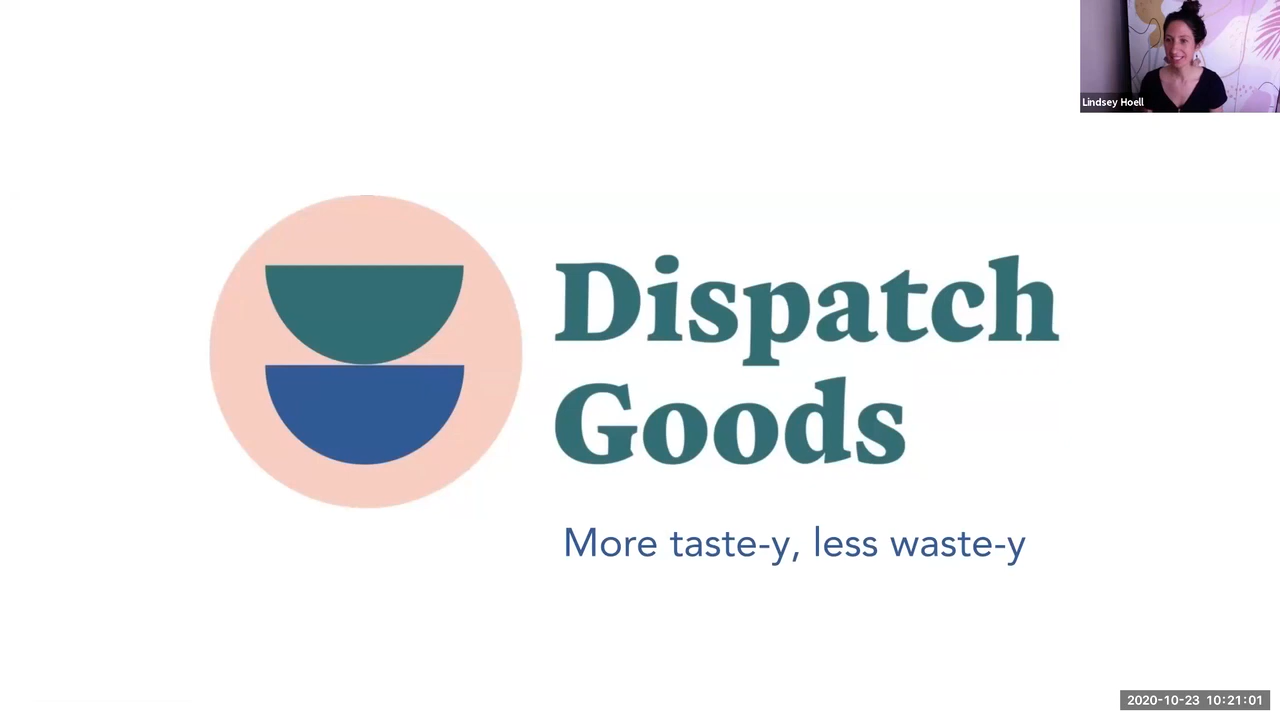 Lindsey Hoell
Dispatch
Goods
More taste-y, less waste-y
2020-10-23 10:21:01